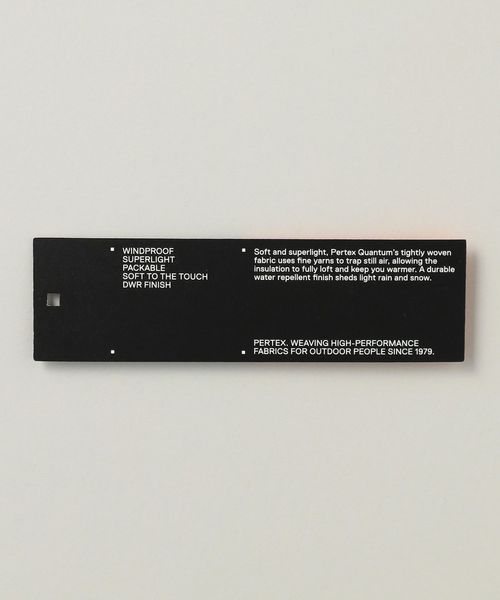 WINDPROOF
SUPERLIGHT
PACKABLE
SOFT TO THE TOUCH
DWR FINISH
Soft and superlight, Pertex Quantum's tightly woven
fabric uses fine yarns to trap still air, allowing the
insulation to fully loft and keep you warmer. A durable
water repellent finish sheds light rain and snow.
PERTEX. WEAVING HIGH-PERFORMANCE
FABRICS FOR OUTDOOR PEOPLE SINCE 1979.